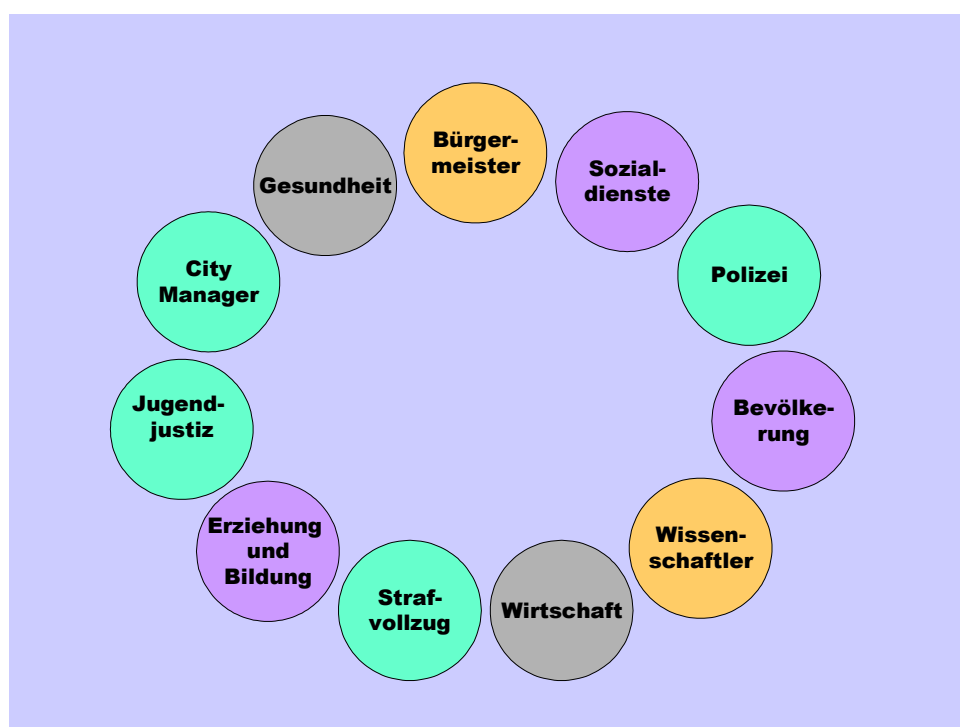 Bürger-
meister
Sozial-
dienste
Polizei
Bevölke-
rung
Wissen-
schaftler
Wirtschaft
Straf-
vollzug
Erziehung
und
Bildung
Jugend-
justiz
City
Manager
Gesundheit